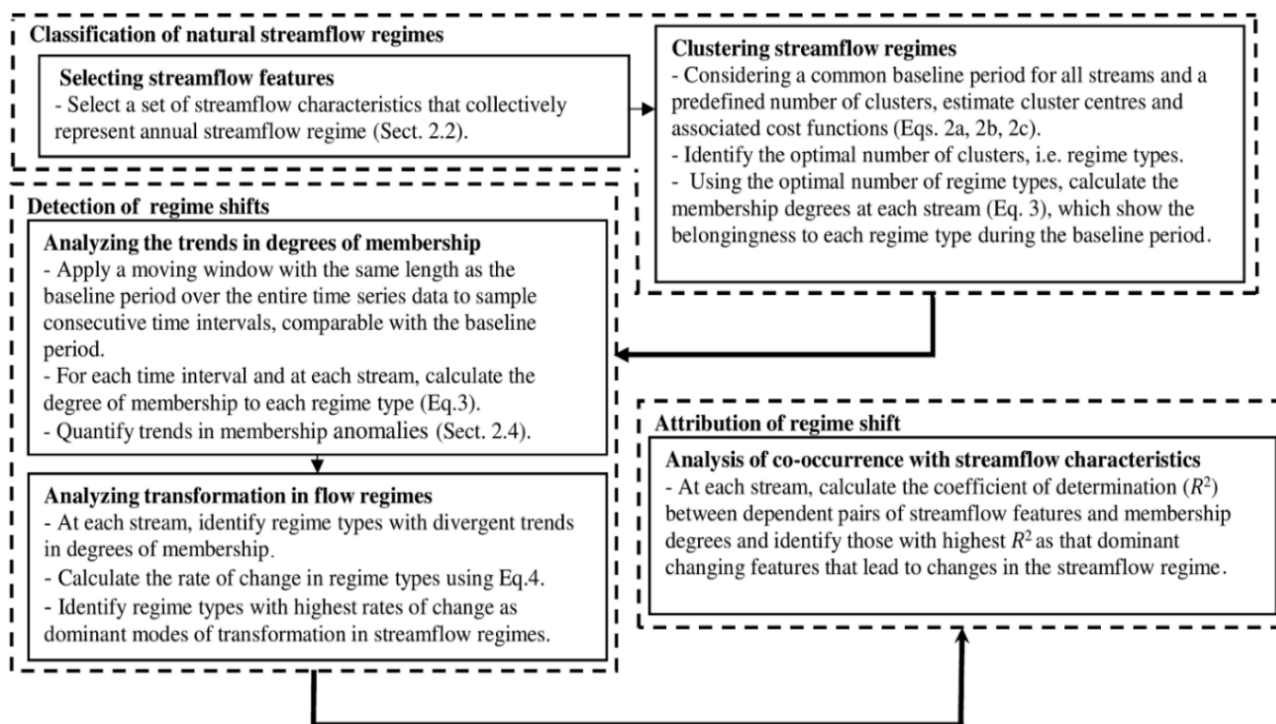 Classification of natural streamflow regimes
Selecting streamflow features
- Select a set of streamflow characteristics that collectively
represent annual streamflow regime (Sect. 2.2).
Clustering streamflow regimes
- Considering a common baseline period for all streams and a
predefined number of clusters, estimate cluster centres and
associated cost functions (Eqs. 2a, 2b, 2c).
- Identify the optimal number of clusters, i.e. regime types.
- Using the optimal number of regime types, calculate the
membership degrees at each stream (Eq. 3), which show the
belongingness to each regime type during the baseline period.
Detection of regime shifts
Analyzing the trends in degrees of membership
- Apply a moving window with the same length as the
baseline period over the entire time series data to sample
consecutive time intervals, comparable with the baseline
period.
- For each time interval and at each stream, calculate the
degree of membership to each regime type (Eq.3).
- Quantify trends in membership anomalies (Sect. 2.4).
Analyzing transformation in flow regimes
- At each stream, identify regime types with divergent trends
in degrees of membership.
- Calculate the rate of change in regime types using Eq.4.
- Identify regime types with highest rates of change as
dominant modes of transformation in streamflow regimes.
Attribution of regime shift
Analysis of co-occurrence with streamflow characteristics
- At each stream, calculate the coefficient of determination (R²)
between dependent pairs of streamflow features and membership
degrees and identify those with highest R² as that dominant
changing features that lead to changes in the streamflow regime.